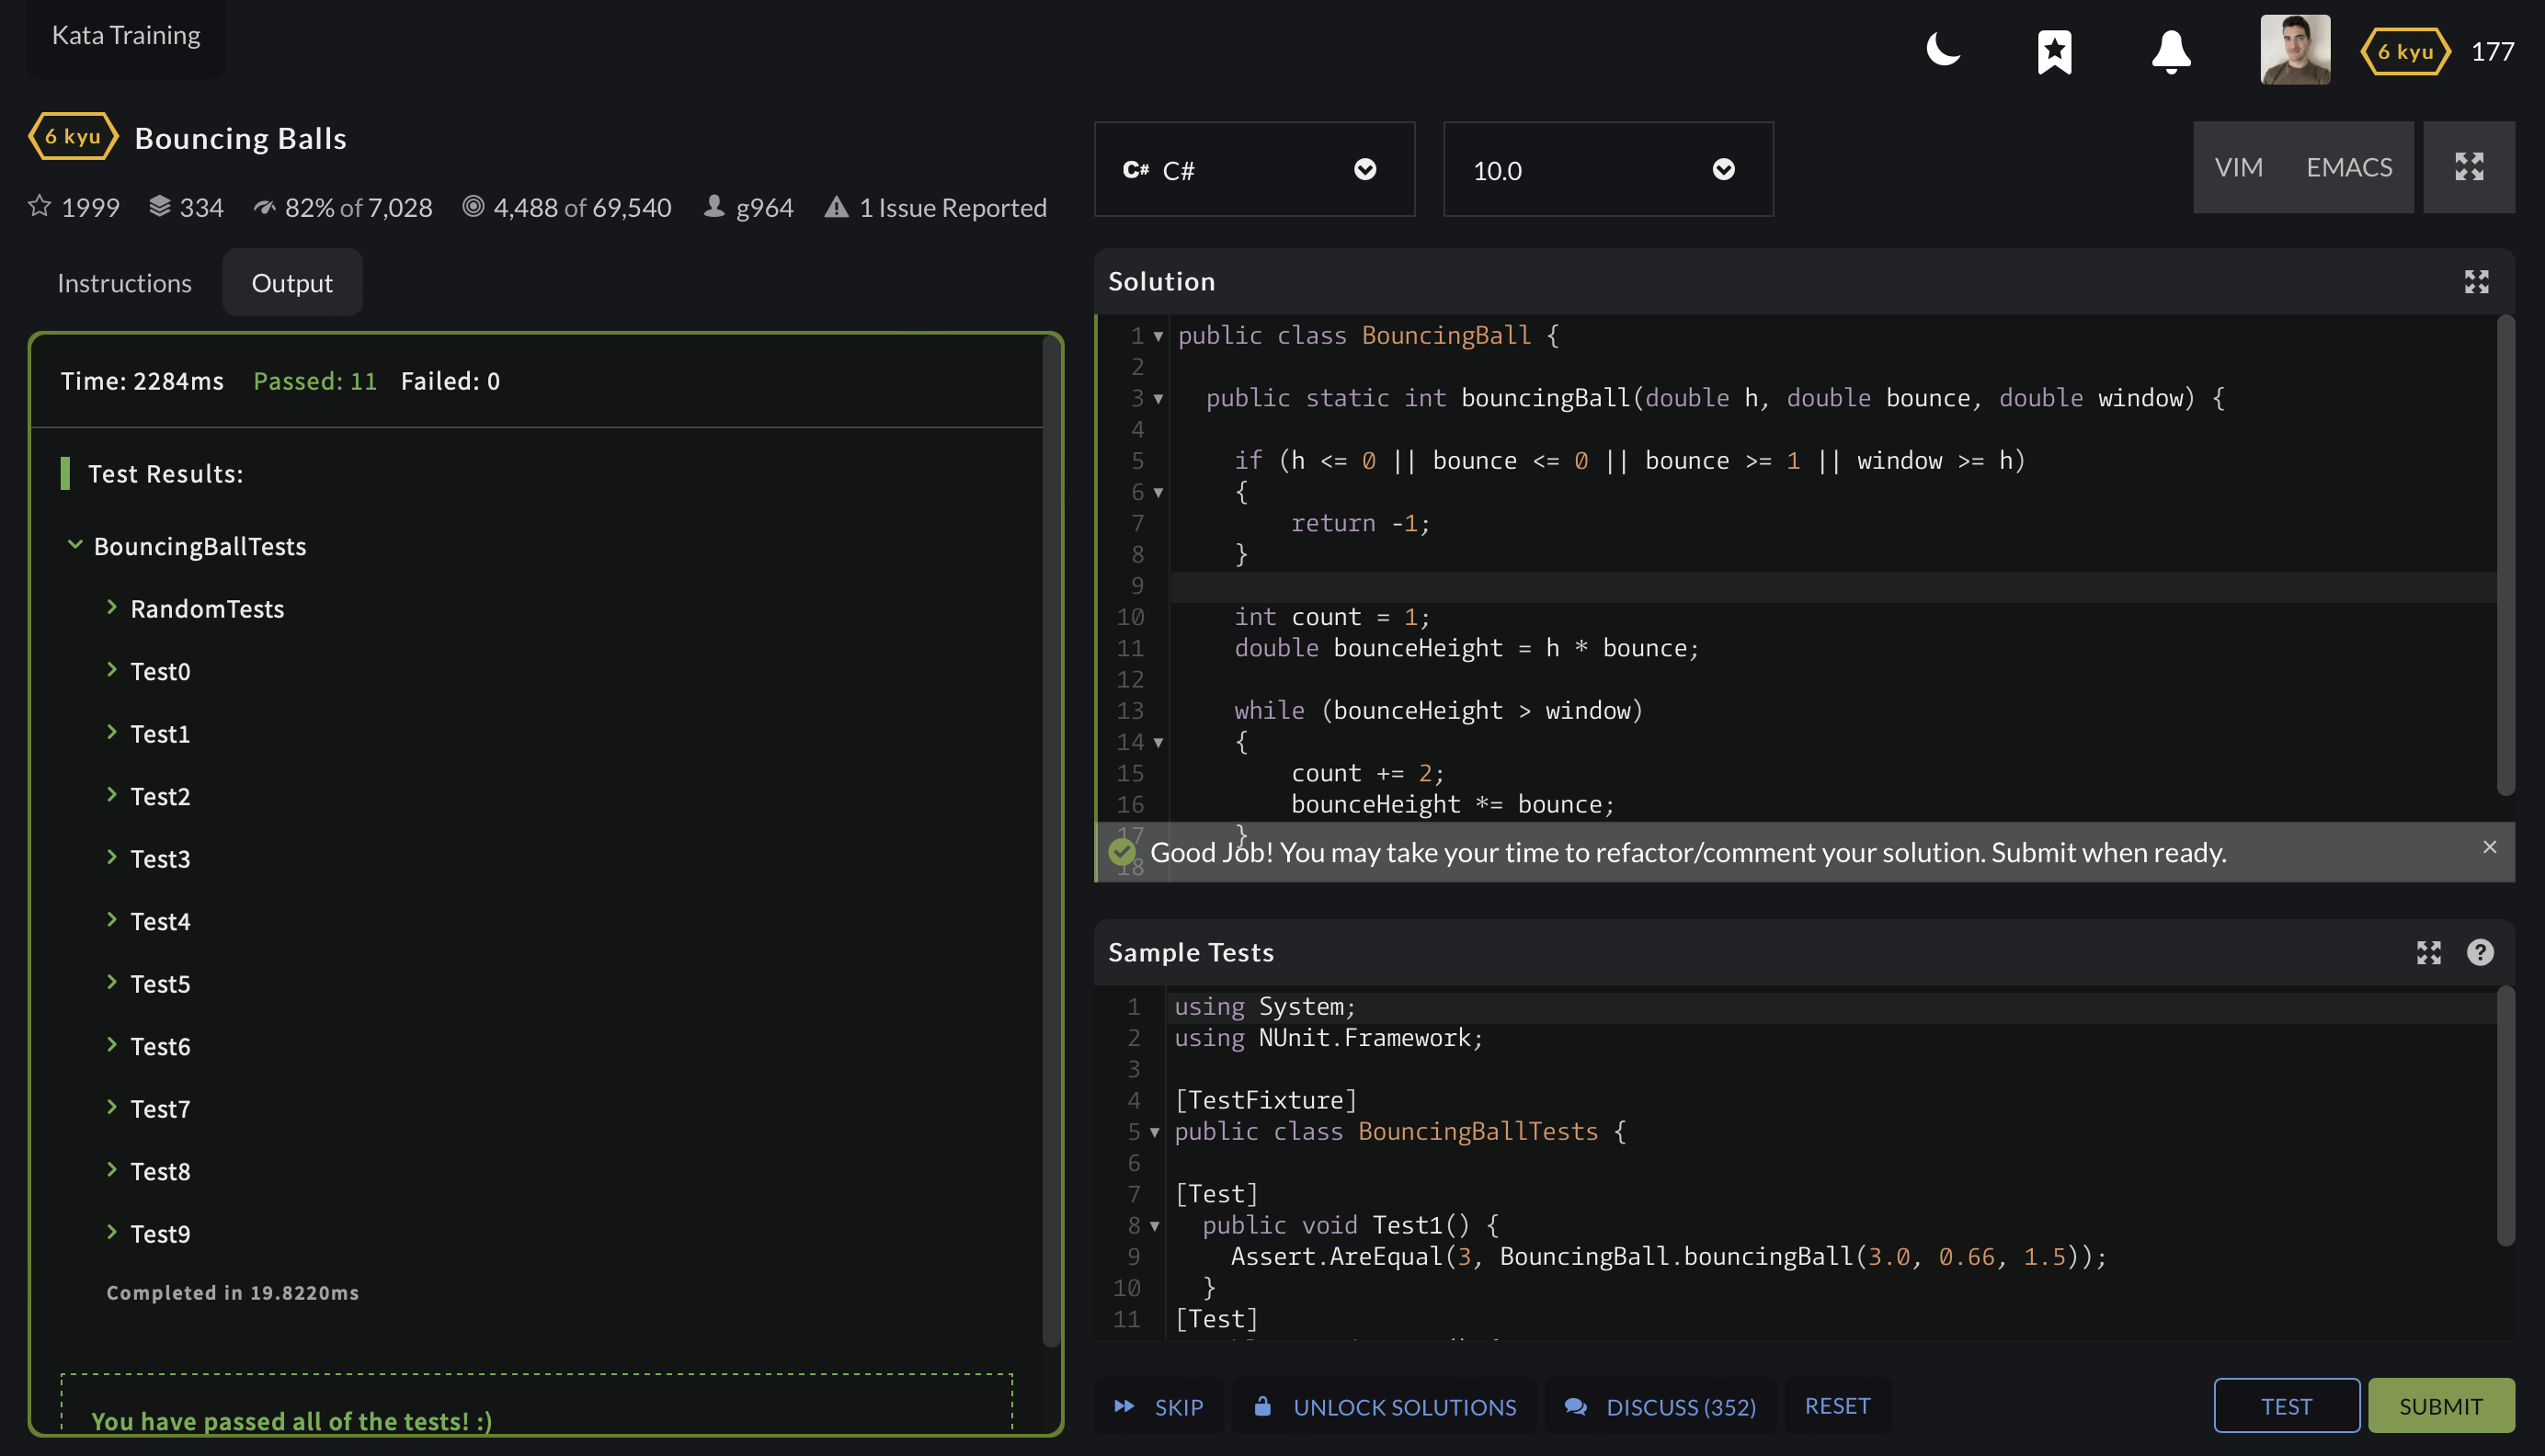 Kata Training
6 kyu 177
6 kyu Bouncing Balls
1999 334 82% of 7,028 4,488 of 69,540 g964 1 Issue Reported
C# C# 10.0 VIM EMACS
Instructions Output
Time: 2284ms Passed: 11 Failed: 0
Test Results:
BouncingBallTests
RandomTests
Test0
Test1
Test2
Test3
Test4
Test5
Test6
Test7
Test8
Test9
Completed in 19.8220ms
You have passed all of the tests! :)
Solution
1 public class BouncingBall {
2
3 public static int bouncingBall(double h, double bounce, double window) {
4
5 if (h <= 0 || bounce <= 0 || bounce >= 1 || window >= h)
6 {
7 return -1;
8 }
9
10 int count = 1;
11 double bounceHeight = h * bounce;
12
13 while (bounceHeight > window)
14 {
15 count += 2;
16 bounceHeight *= bounce;
17 }
18
Good Job! You may take your time to refactor/comment your solution. Submit when ready.
Sample Tests
1 using System;
2 using NUnit.Framework;
3
4 [TestFixture]
5 public class BouncingBallTests {
6
7 [Test]
8 public void Test1() {
9 Assert.AreEqual(3, BouncingBall.bouncingBall(3.0, 0.66, 1.5));
10 }
11 [Test]
SKIP UNLOCK SOLUTIONS DISCUSS (352) RESET TEST SUBMIT